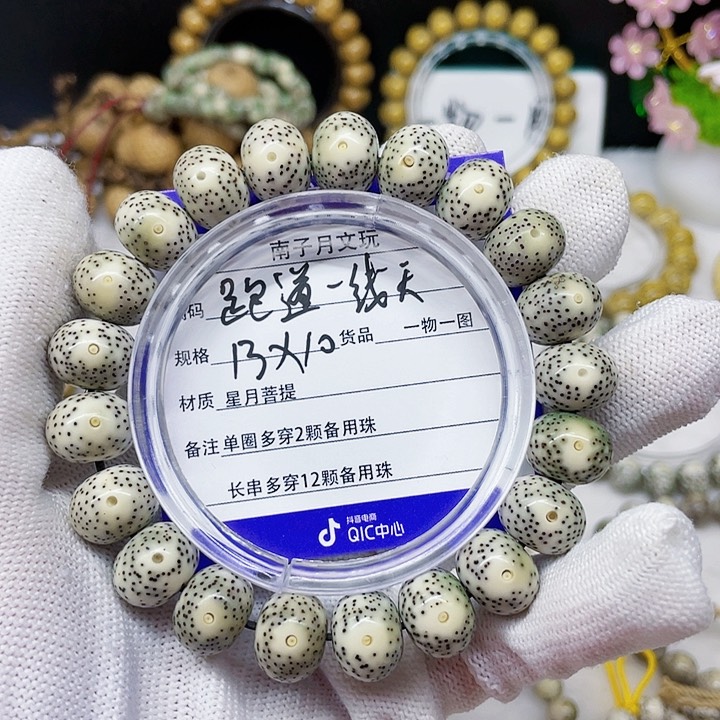 南子月文玩
码 跑道一线天
规格 13X10 货品 一物一图
材质 星月菩提
备注 单圈多穿2颗备用珠
长串多穿12颗备用珠
抖音电商
QIC中心